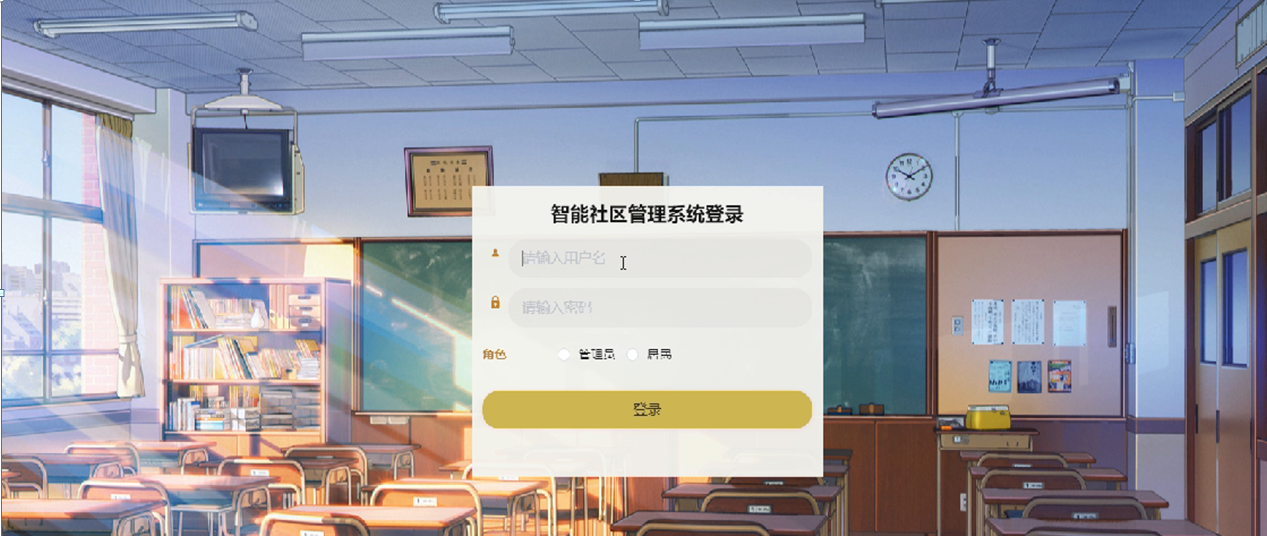 智能社区管理系统登录
请输入用户名
请输入密码
角色 管理员 居民
登录